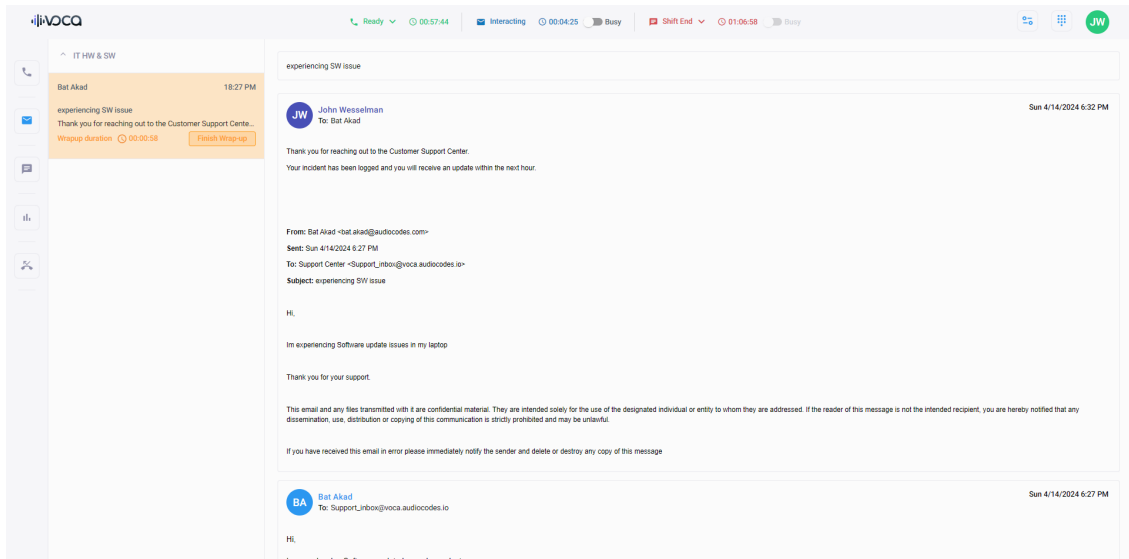 voca
Ready 00:57:44 Interacting 00:04:25 Busy Shift End 01:06:58 Busy
JW
IT HW & SW
Bat Akad 18:27 PM
experiencing SW issue
Thank you for reaching out to the Customer Support Cente...
Wrapup duration 00:00:58 Finish Wrap-up
experiencing SW issue
JW
John Wesselman Sun 4/14/2024 6:32 PM
To: Bat Akad
Thank you for reaching out to the Customer Support Center.
Your incident has been logged and you will receive an update within the next hour.
From: Bat Akad <bat.akad@audiocodes.com>
Sent: Sun 4/14/2024 6:27 PM
To: Support Center <Support_inbox@voca.audiocodes.io>
Subject: experiencing SW issue
Hi,
Im experiencing Software update issues in my laptop
Thank you for your support.
This email and any files transmitted with it are confidential material. They are intended solely for the use of the designated individual or entity to whom they are addressed. If the reader of this message is not the intended recipient, you are hereby notified that any
dissemination, use, distribution or copying of this communication is strictly prohibited and may be unlawful.
If you have received this email in error please immediately notify the sender and delete or destroy any copy of this message
BA
Bat Akad Sun 4/14/2024 6:27 PM
To: Support_inbox@voca.audiocodes.io
Hi,